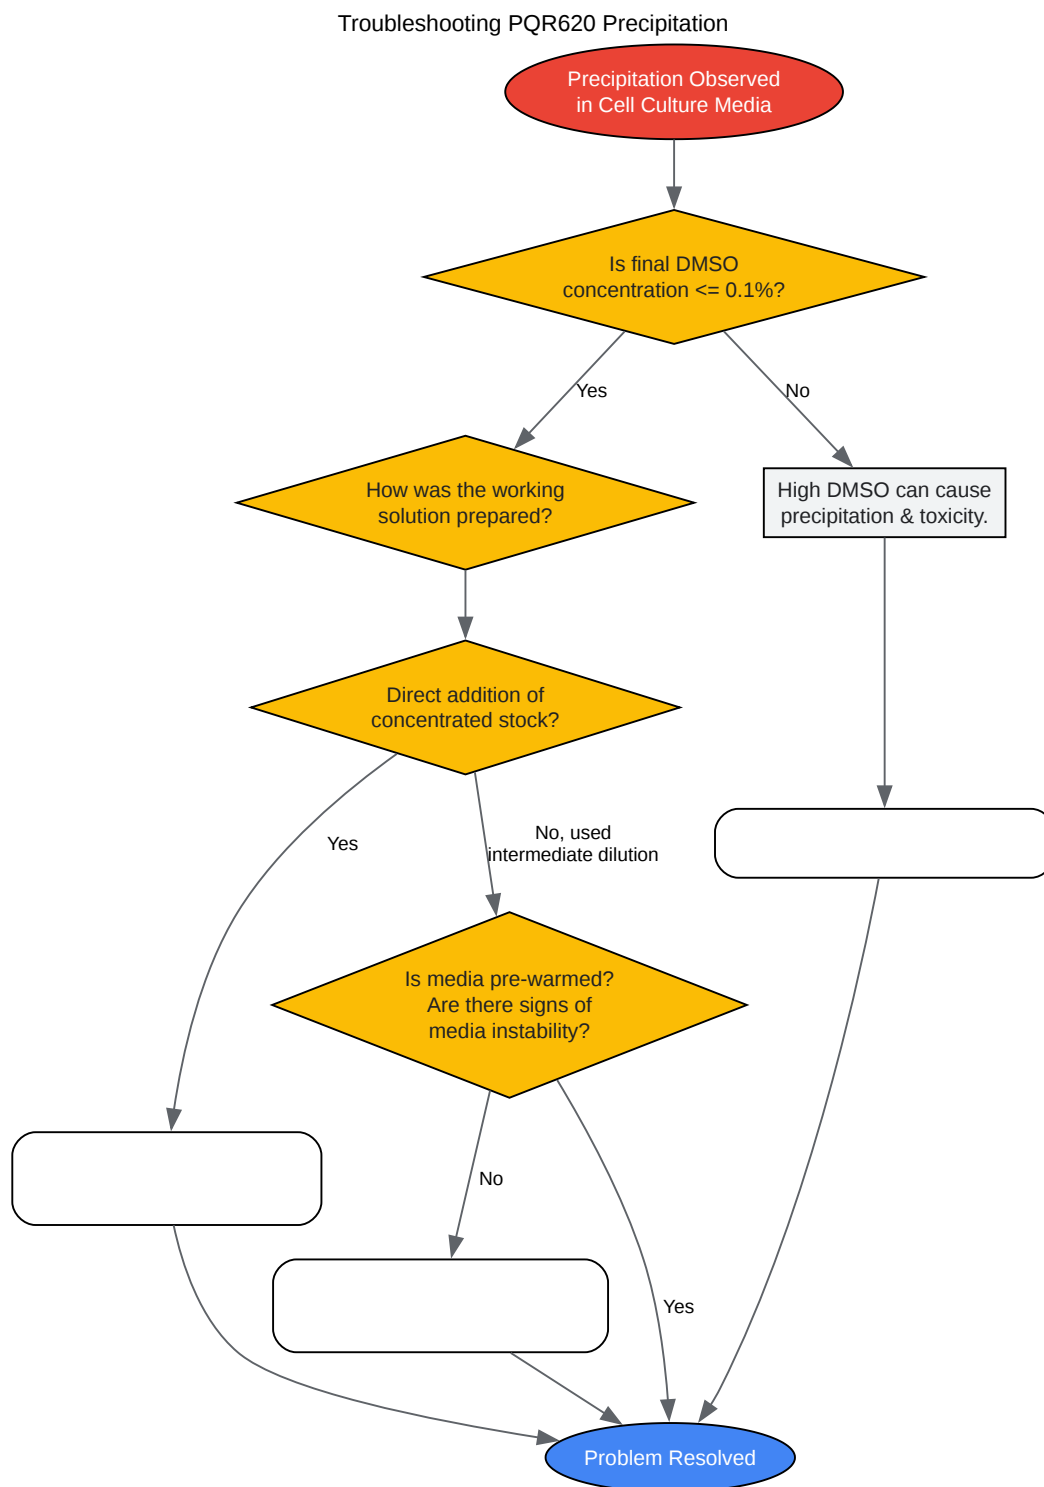 Troubleshooting PQR620 Precipitation
Precipitation Observed
in Cell Culture Media
Is final DMSO
concentration <= 0.1%?
Yes
No
How was the working
solution prepared?
High DMSO can cause
precipitation & toxicity.
Direct addition of
concentrated stock?
Yes
No, used
intermediate dilution
Is media pre-warmed?
Are there signs of
media instability?
No
Yes
Problem Resolved